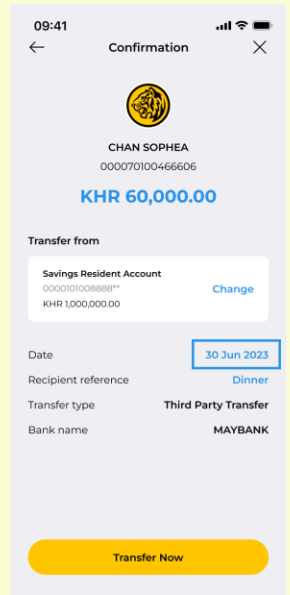 09:41
Confirmation
CHAN SOPHEA
000070100466606
KHR 60,000.00
Transfer from
Savings Resident Account
0000101008888**
Change
KHR 1,000,000.00
Date 30 Jun 2023
Recipient reference Dinner
Transfer type Third Party Transfer
Bank name MAYBANK
Transfer Now